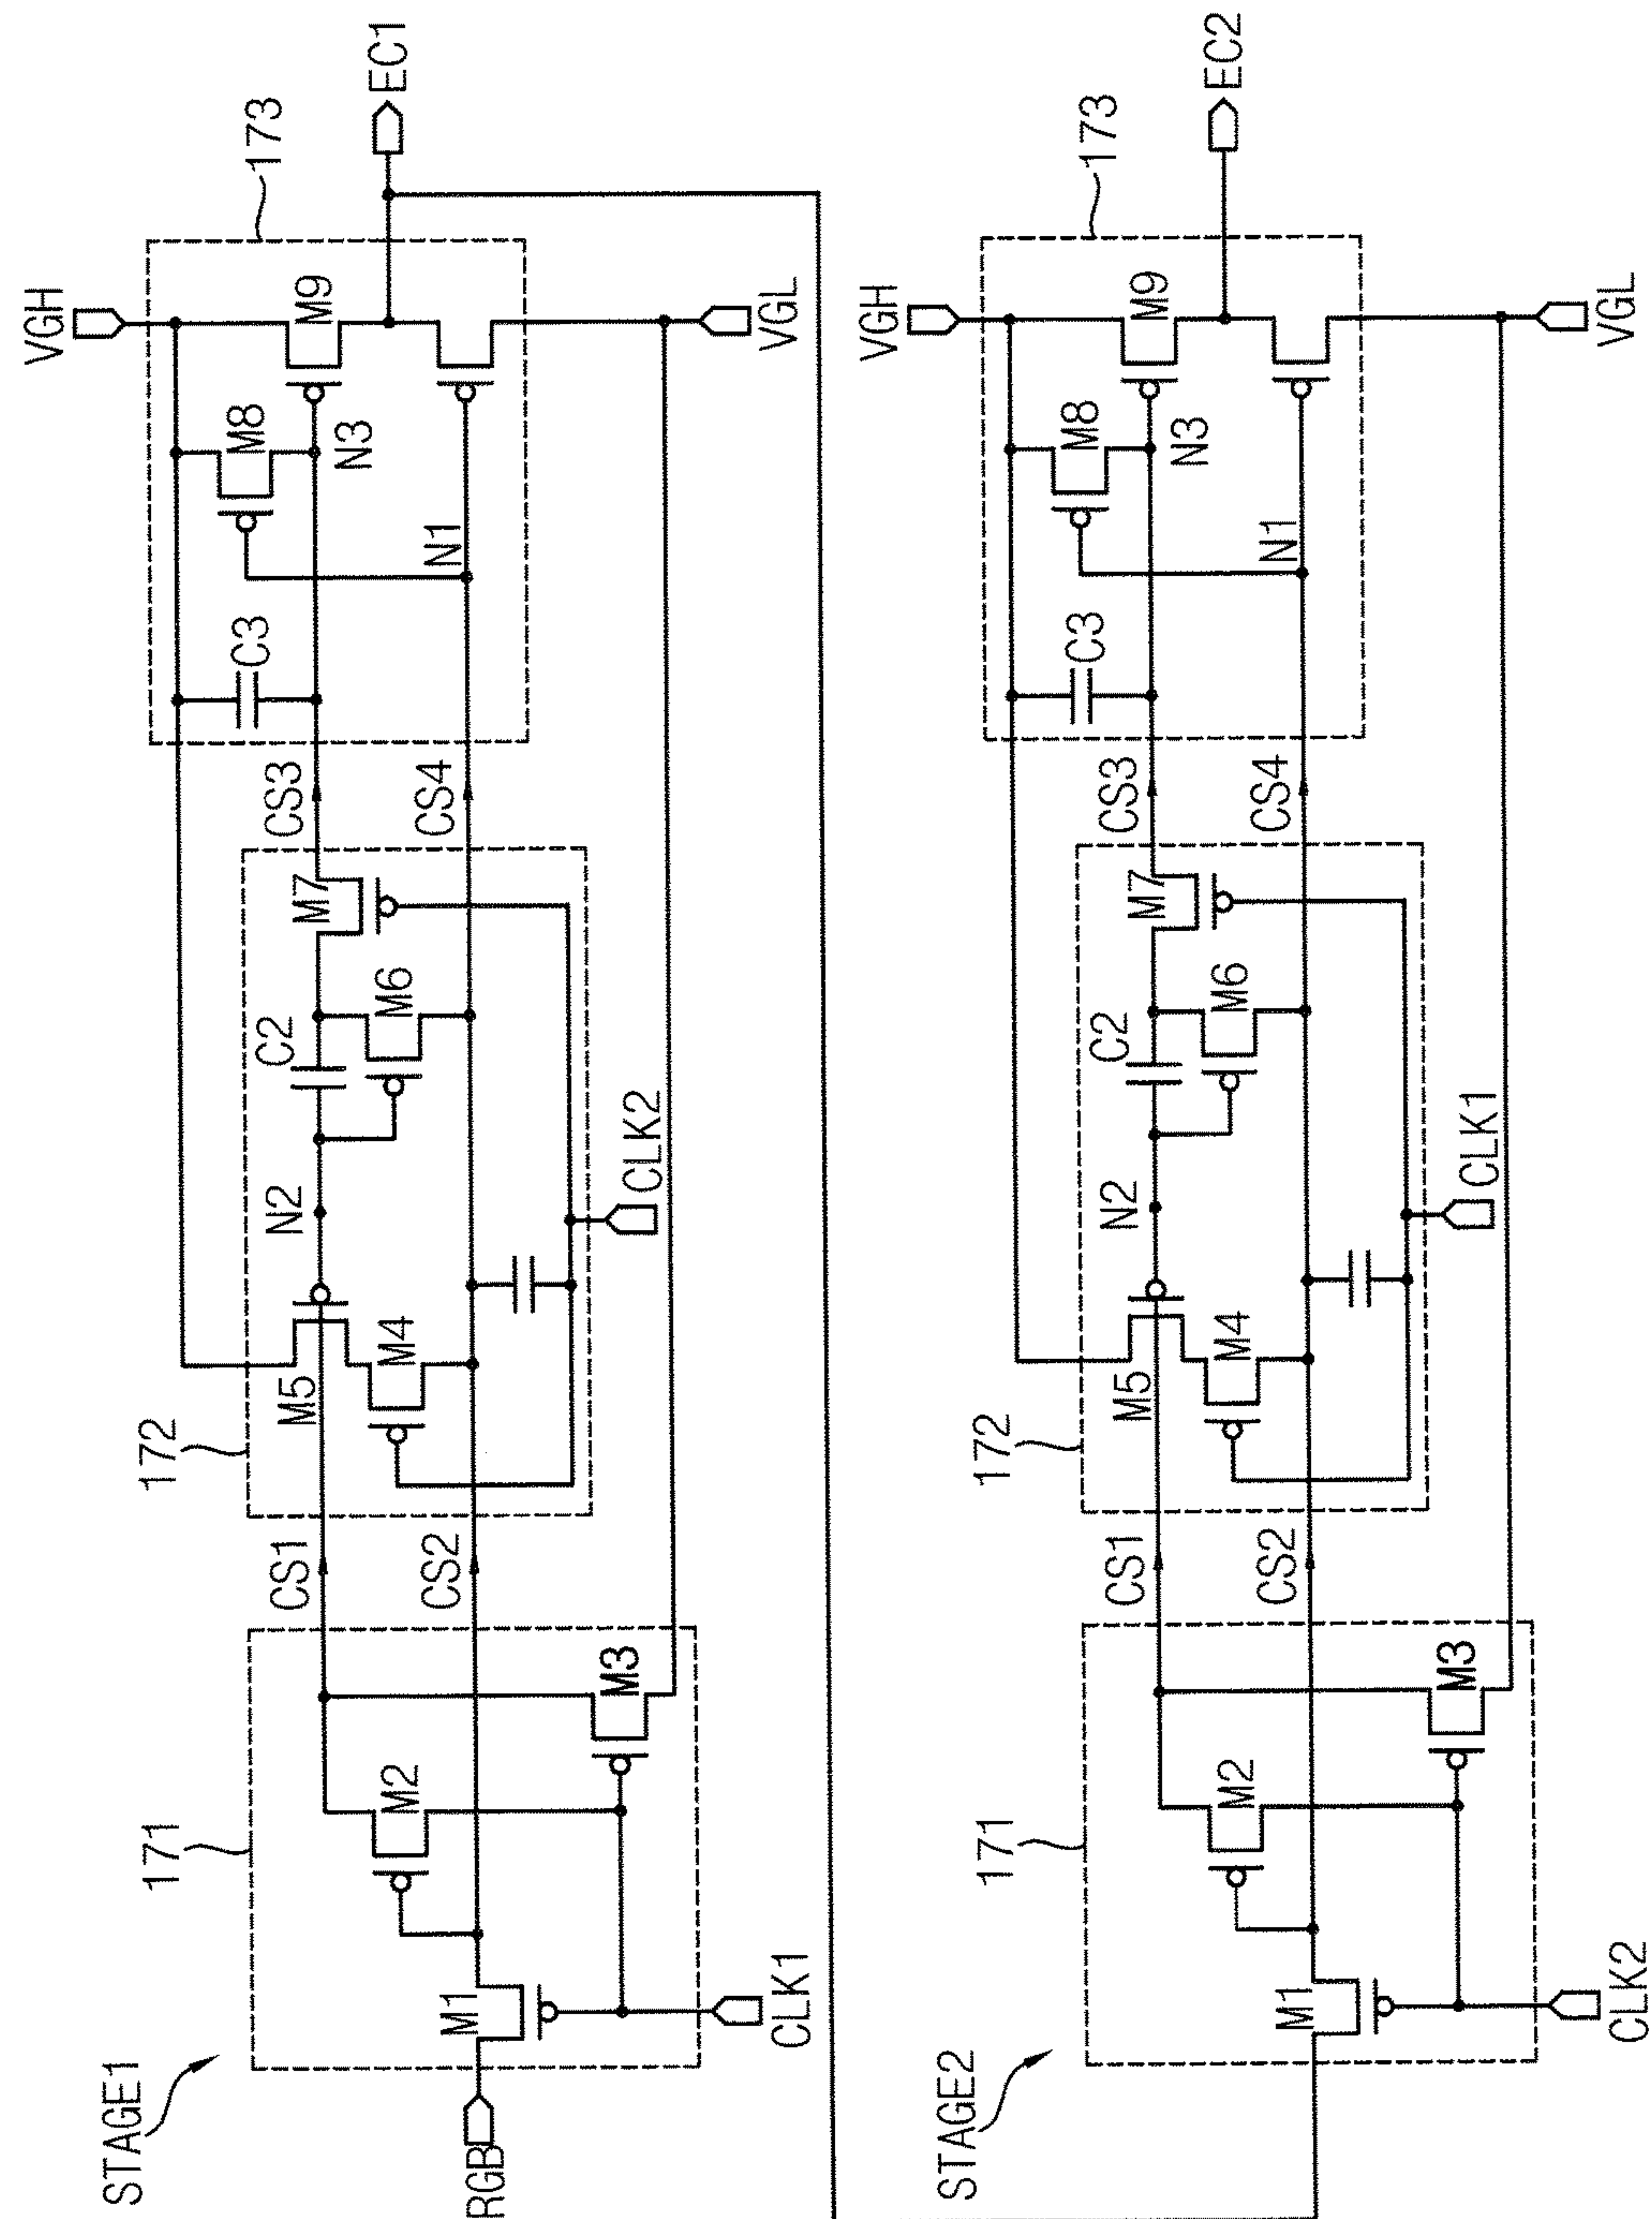 STAGE1
171
172
173
VGH
M8
M9
EC1
C3
N3
N1
CS3
CS4
C2
M7
M6
N2
M5
M4
CLK2
VGL
CS1
CS2
M2
M3
M1
RGB
CLK1
STAGE2
171
172
173
VGH
M8
M9
EC2
C3
N3
N1
CS3
CS4
C2
M7
M6
N2
M5
M4
CLK1
VGL
CS1
CS2
M2
M3
M1
CLK2